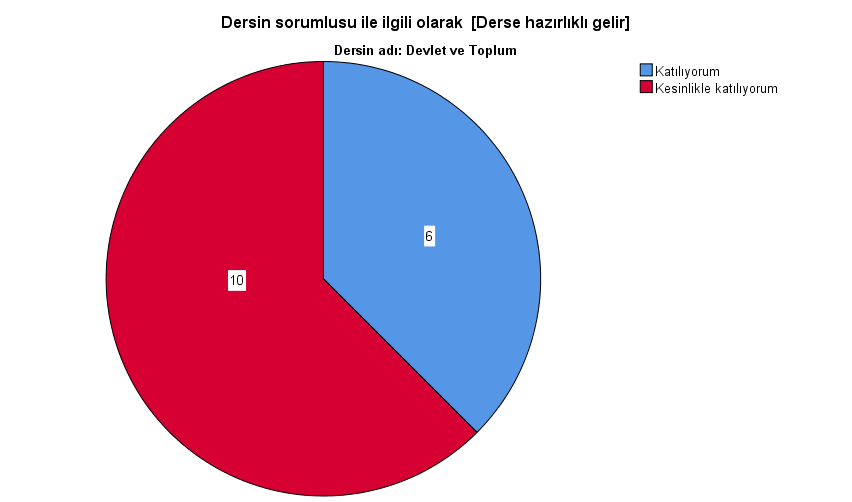 Dersin sorumlusu ile ilgili olarak [Derse hazırlıklı gelir]
Dersin adı: Devlet ve Toplum
Katılıyorum
Kesinlikle katılıyorum
6
10